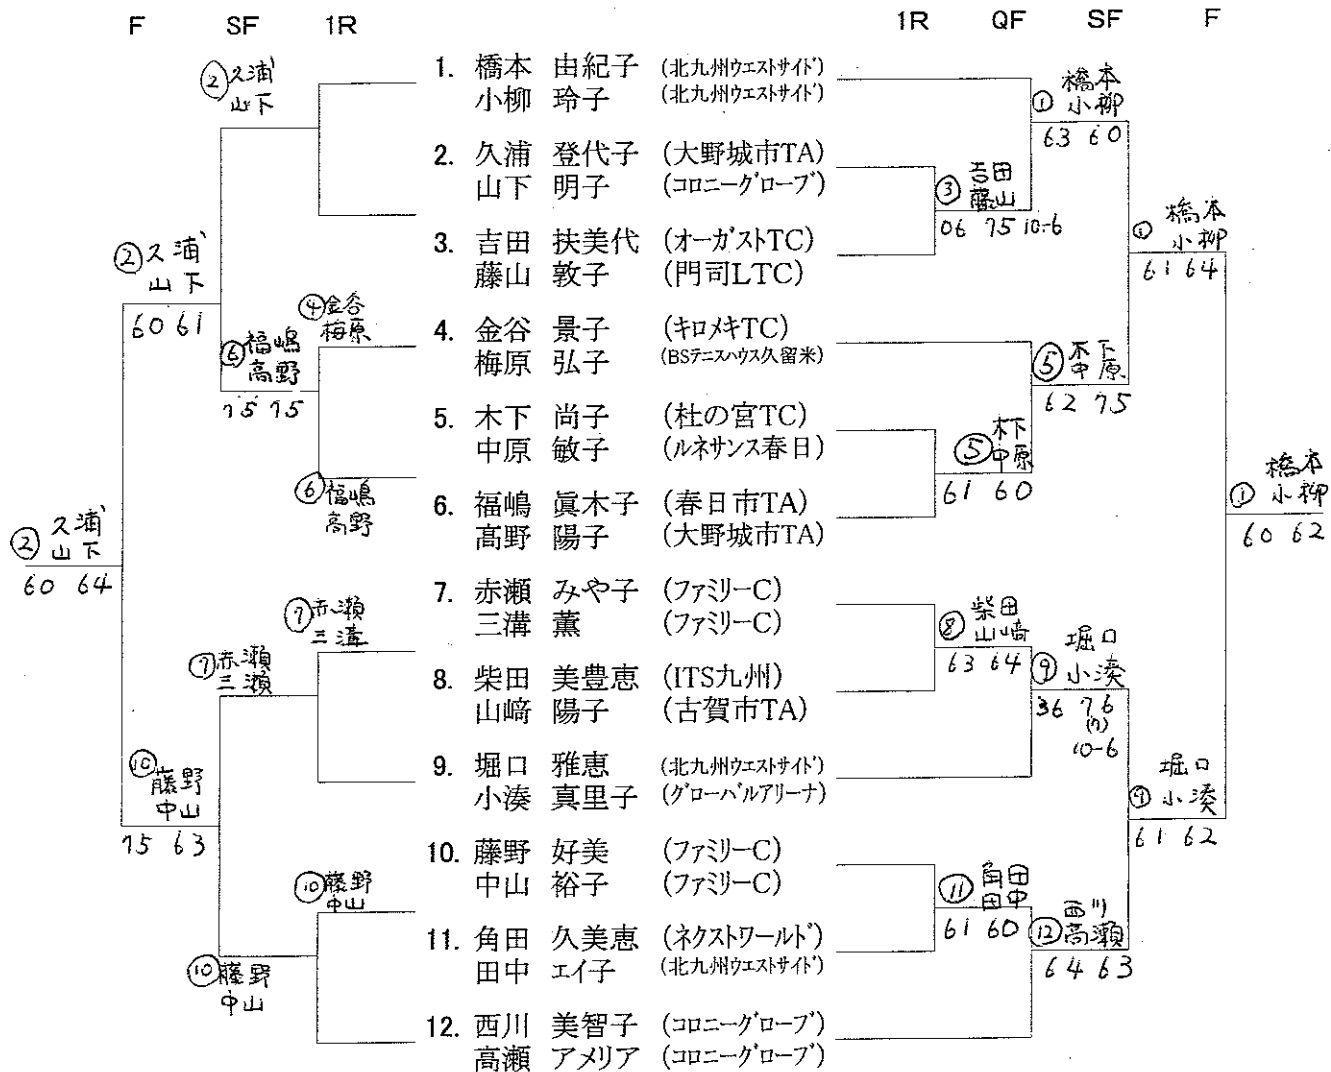 F SF 1R 1R QF SF F
1. 橋本 由紀子 (北九州ウエストサイド)
小柳 玲子 (北九州ウエストサイド)
2. 久浦 登代子 (大野城市TA)
山下 明子 (コロニーグローブ)
3. 吉田 扶美代 (オーガストTC)
藤山 敦子 (門司LTC)
4. 金谷 景子 (キロメキTC)
梅原 弘子 (BSテニスハウス久留米)
5. 木下 尚子 (杜の宮TC)
中原 敏子 (ルネサンス春日)
6. 福嶋 眞木子 (春日市TA)
高野 陽子 (大野城市TA)
7. 赤瀬 みや子 (ファミリーC)
三溝 薫 (ファミリーC)
8. 柴田 美豊恵 (ITS九州)
山﨑 陽子 (古賀市TA)
9. 堀口 雅恵 (北九州ウエストサイド)
小湊 真里子 (グローバルアリーナ)
10. 藤野 好美 (ファミリーC)
中山 裕子 (ファミリーC)
11. 角田 久美恵 (ネクストワールド)
田中 エイ子 (北九州ウエストサイド)
12. 西川 美智子 (コロニーグローブ)
高瀬 アメリア (コロニーグローブ)
② 久浦
山下
② 久浦
山下
60 61
④ 金谷
梅原
⑥ 福嶋
高野
75 75
⑥ 福嶋
高野
② 久浦
山下
60 64
⑦ 赤瀬
三溝
⑦ 赤瀬
三瀬
⑩ 藤野
中山
75 63
⑩ 藤野
中山
⑩ 藤野
中山
③ 吉田
藤山
06 75 10-6
① 橋本
小柳
63 60
① 橋本
小柳
61 64
⑤ 木下
中原
61 60
⑤ 木下
中原
62 75
① 橋本
小柳
60 62
⑧ 柴田
山﨑
63 64
⑨ 堀口
小湊
36 76
(7)
10-6
⑨ 堀口
小湊
61 62
⑪ 角田
田中
61 60
⑫ 西川
高瀬
64 63